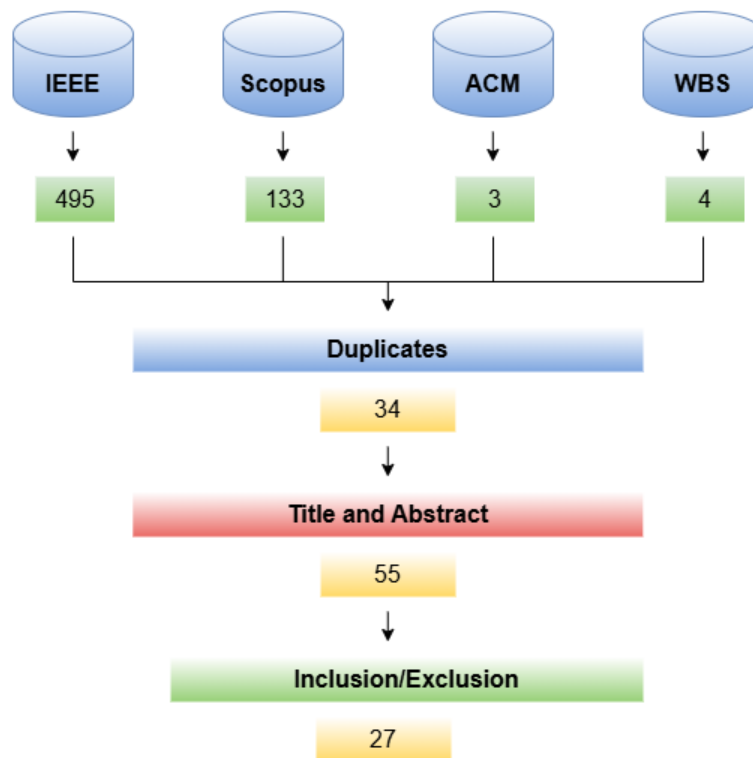 IEEE
Scopus
ACM
WBS
495
133
3
4
Duplicates
34
Title and Abstract
55
Inclusion/Exclusion
27